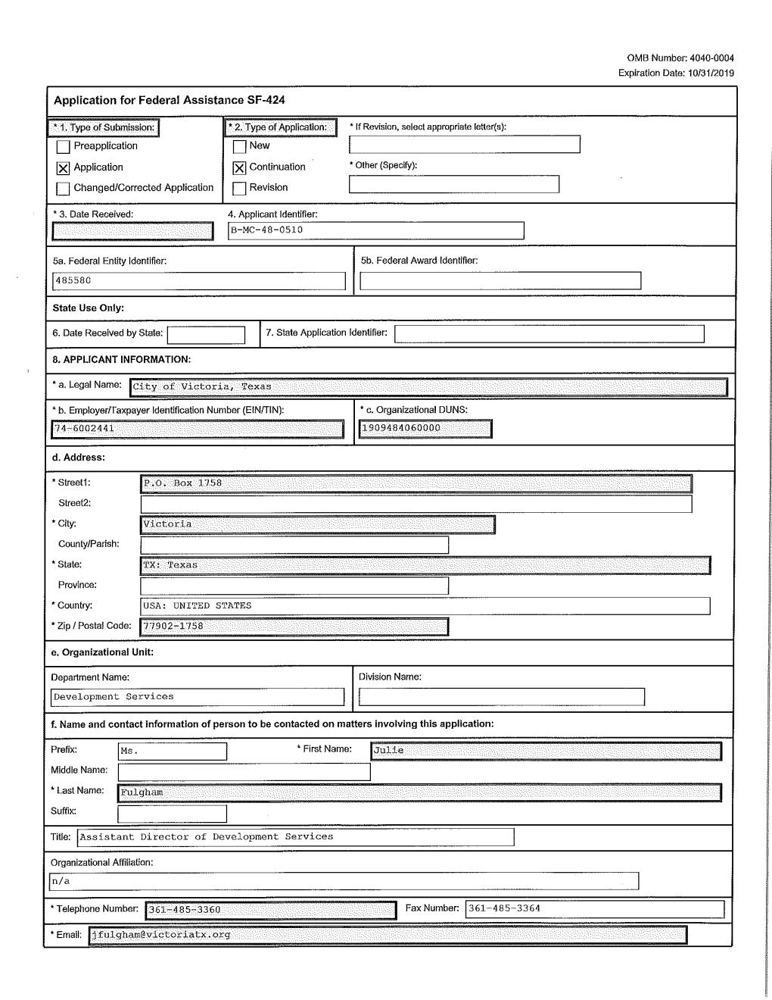 OMB Number: 4040-0004
Expiration Date: 10/31/2019
Application for Federal Assistance SF-424
* 1. Type of Submission:
* 2. Type of Application:
* If Revision, select appropriate letter(s):
Preapplication
New
Application
Continuation
* Other (Specify):
Changed/Corrected Application
Revision
* 3. Date Received:
4. Applicant Identifier:
B-MC-48-0510
5a. Federal Entity Identifier:
5b. Federal Award Identifier:
485580
State Use Only:
6. Date Received by State:
7. State Application Identifier:
8. APPLICANT INFORMATION:
* a. Legal Name: City of Victoria, Texas
* b. Employer/Taxpayer Identification Number (EIN/TIN):
* c. Organizational DUNS:
74-6002441
1909484060000
d. Address:
* Street1: P.O. Box 1758
Street2:
* City: Victoria
County/Parish:
* State: TX: Texas
Province:
* Country: USA: UNITED STATES
* Zip / Postal Code: 77902-1758
e. Organizational Unit:
Department Name:
Division Name:
Development Services
f. Name and contact information of person to be contacted on matters involving this application:
Prefix: Ms.
* First Name: Julie
Middle Name:
* Last Name: Fulgham
Suffix:
Title: Assistant Director of Development Services
Organizational Affiliation:
n/a
* Telephone Number: 361-485-3360
Fax Number: 361-485-3364
* Email: jfulgham@victoriatx.org